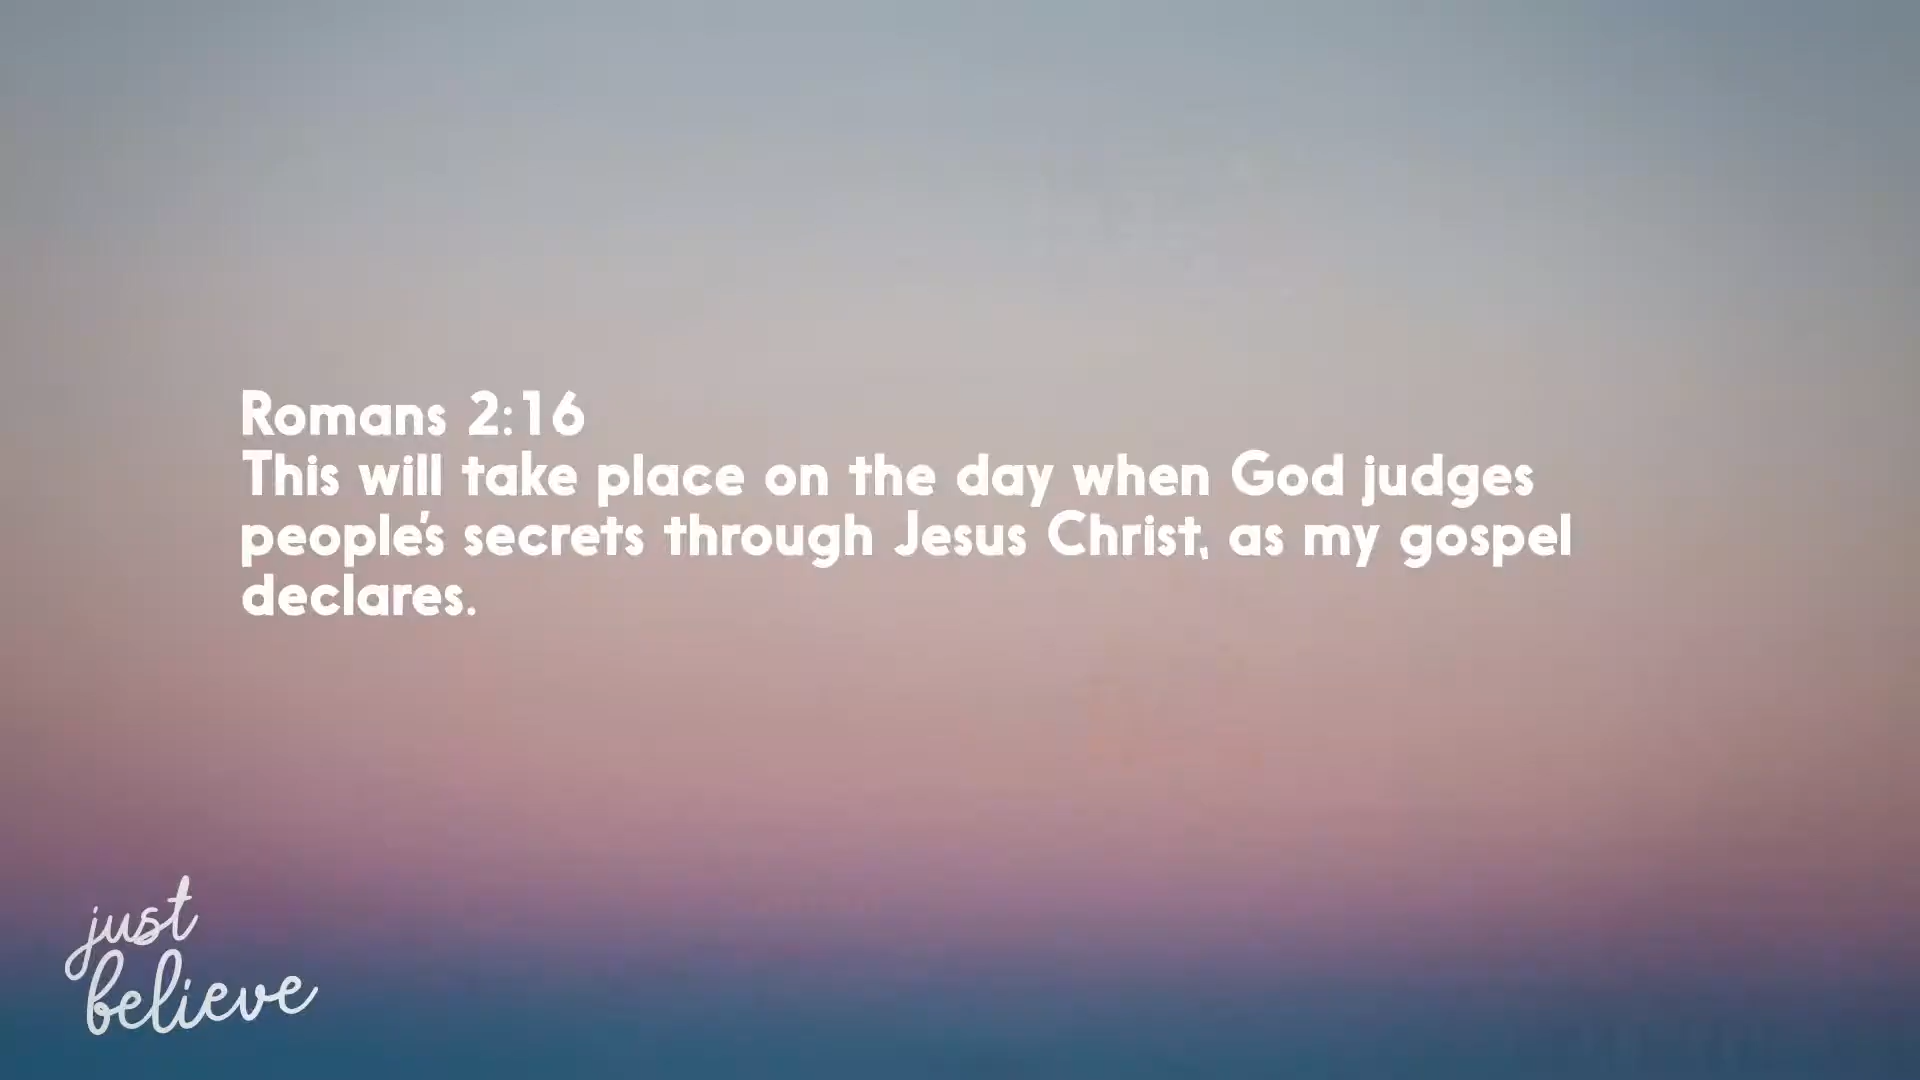 Romans 2:16
This will take place on the day when God judges
people's secrets through Jesus Christ, as my gospel
declares.
just
believe